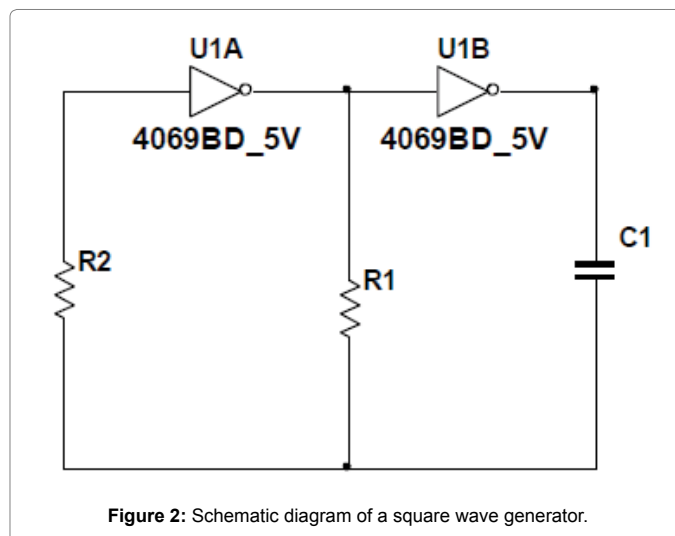 U1A
U1B
4069BD_5V
4069BD_5V
C1
R2
R1
Figure 2: Schematic diagram of a square wave generator.